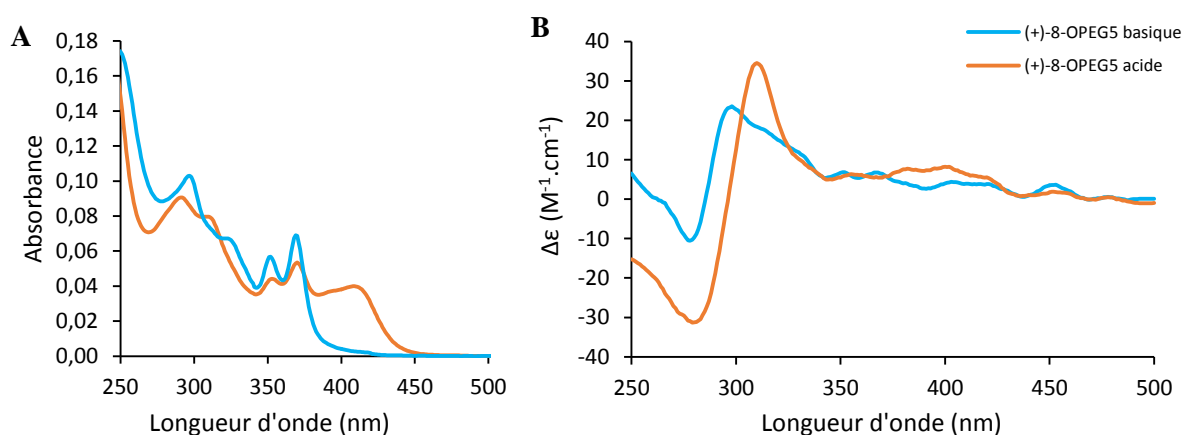 A
0,18
0,16
0,14
0,12
0,10
0,08
0,06
0,04
0,02
0,00
Absorbance
250 300 350 400 450 500
Longueur d'onde (nm)
B
(+)-8-OPEG5 basique
(+)-8-OPEG5 acide
40
30
20
10
0
-10
-20
-30
-40
Δε (M⁻¹.cm⁻¹)
250 300 350 400 450 500
Longueur d'onde (nm)